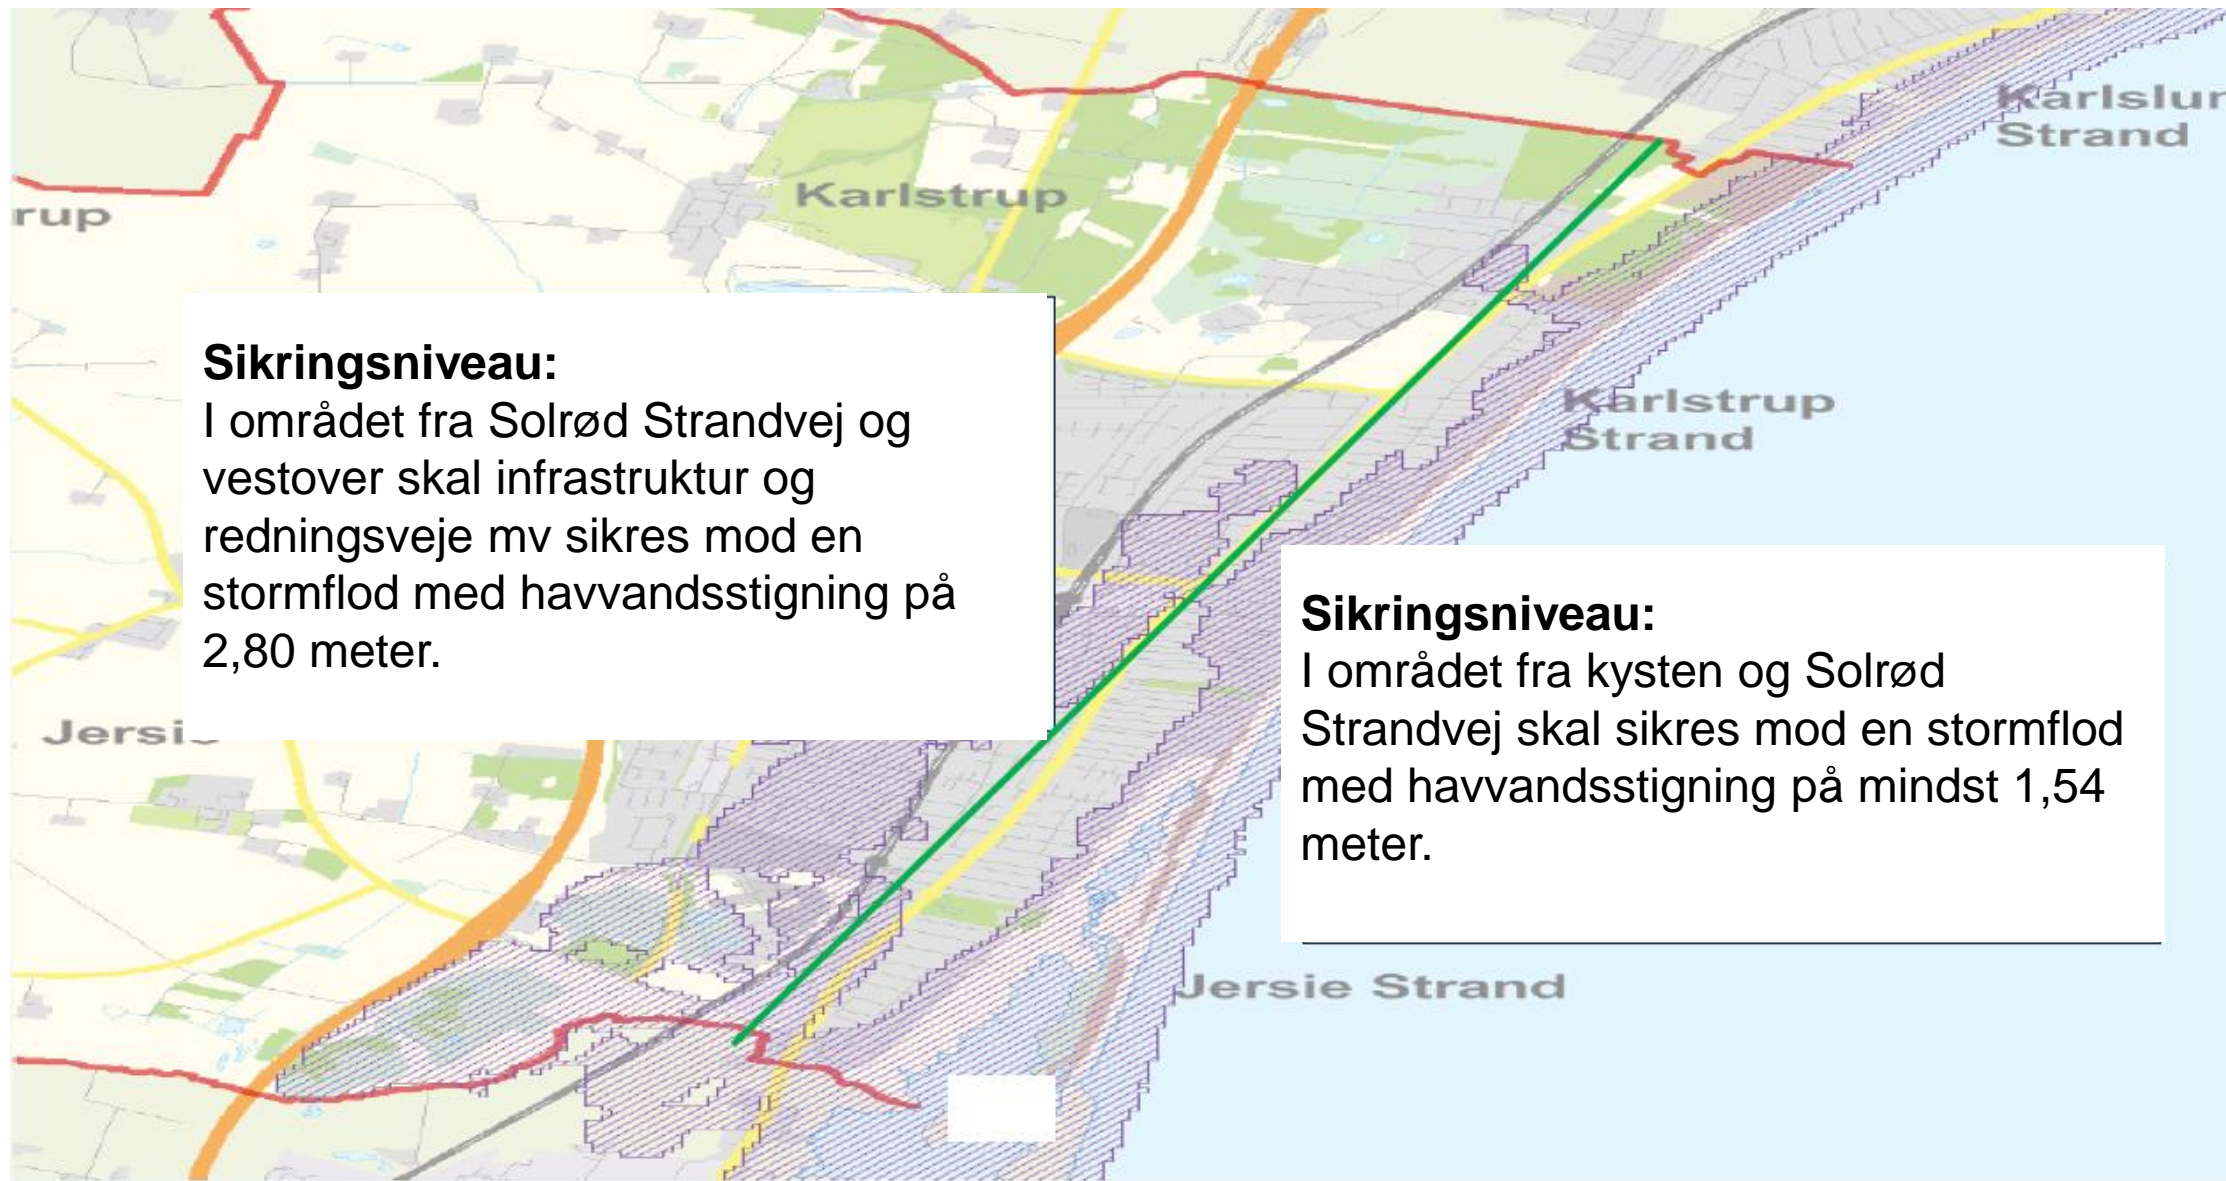 Karlslun
Strand
Karlstrup
rup
Sikringsniveau:
I området fra Solrød Strandvej og
vestover skal infrastruktur og
redningsveje mv sikres mod en
stormflod med havvandsstigning på
2,80 meter.
Karlstrup
Strand
Sikringsniveau:
I området fra kysten og Solrød
Strandvej skal sikres mod en stormflod
med havvandsstigning på mindst 1,54
meter.
Jersie
Jersie Strand